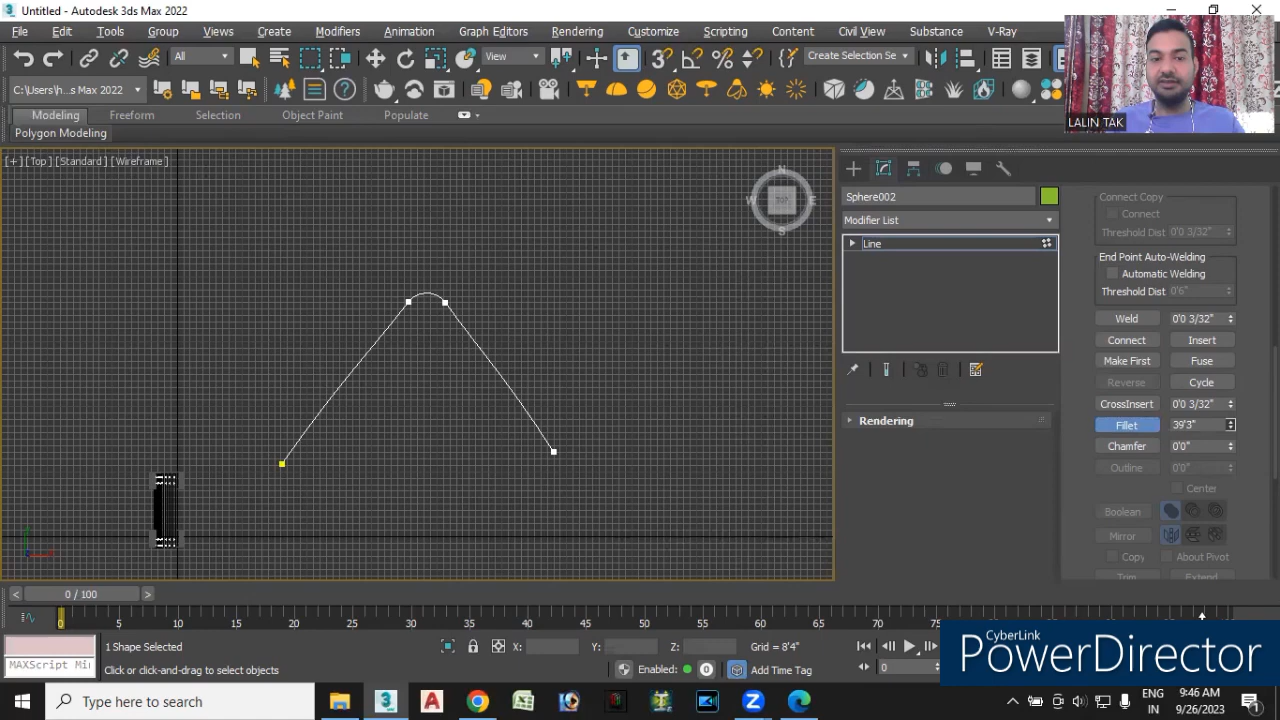 3 Untitled - Autodesk 3ds Max 2022
File Edit Tools Group Views Create Modifiers Animation Graph Editors Rendering Customize Scripting Content Civil View Substance V-Ray
All View Create Selection Se
C:\Users\h...s Max 2022
Modeling Freeform Selection Object Paint Populate
Polygon Modeling
LALIN TAK
[+] [Top] [Standard] [Wireframe]
N
W E
S
Sphere002
Modifier List
Line
Rendering
Connect Copy
Connect
Threshold Dist 0'0 3/32"
End Point Auto-Welding
Automatic Welding
Threshold Dist 0'6"
Weld 0'0 3/32"
Connect Insert
Make First Fuse
Reverse Cycle
CrossInsert 0'0 3/32"
Fillet 39'3"
Chamfer 0'0"
Outline 0'0"
Center
Boolean
Mirror
Copy About Pivot
Trim Extend
< 0 / 100 >
0 5 10 15 20 25 30 35 40 45 50 55 60 65 70 75 80
1 Shape Selected X: Y: Z: Grid = 8'4"
MAXScript Mi
Click or click-and-drag to select objects Enabled: 0 Add Time Tag 0
CyberLink
PowerDirector
Type here to search
ENG
IN
9:46 AM
9/26/2023
1